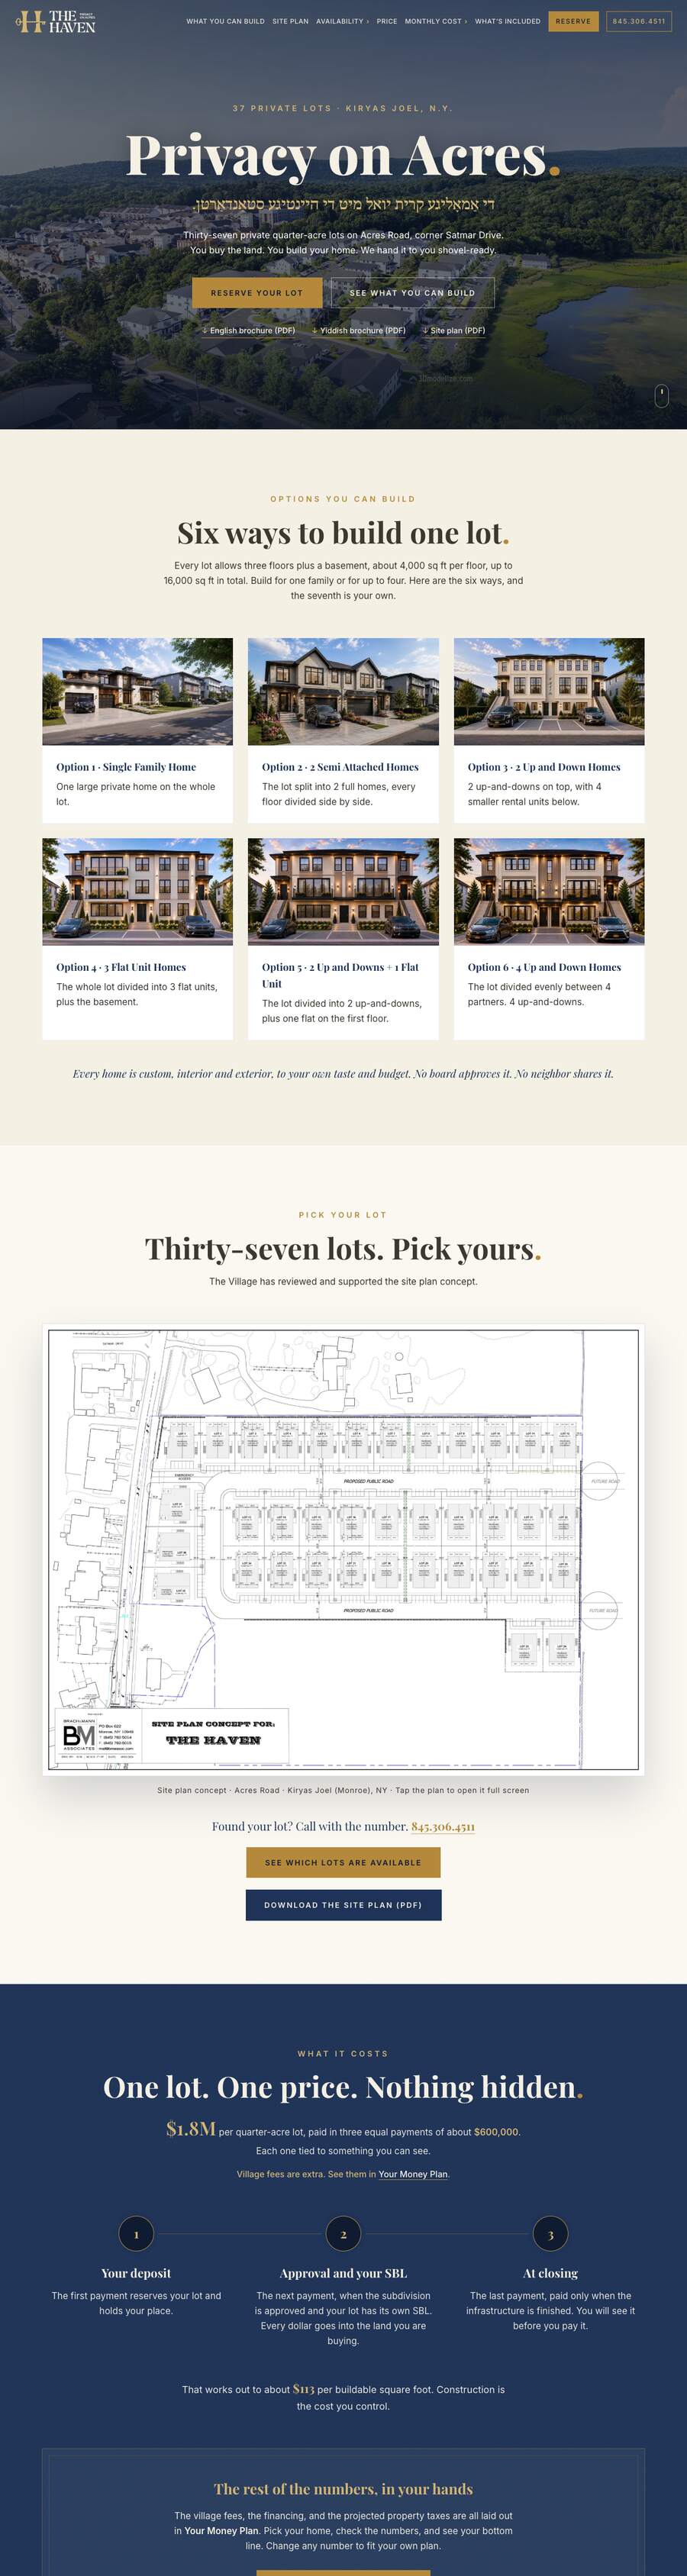 THE HAVEN
WHAT YOU CAN BUILD
SITE PLAN
AVAILABILITY ›
PRICE
MONTHLY COST ›
WHAT'S INCLUDED
RESERVE
845.306.4511
37 PRIVATE LOTS · KIRYAS JOEL, N.Y.
Privacy on Acres.
Thirty-seven private quarter-acre lots on Acres Road, corner Satmar Drive.
You buy the land. You build your home. We hand it to you shovel-ready.
RESERVE YOUR LOT
SEE WHAT YOU CAN BUILD
↓ English brochure (PDF)
↓ Yiddish brochure (PDF)
↓ Site plan (PDF)
OPTIONS YOU CAN BUILD
Six ways to build one lot.
Every lot allows three floors plus a basement, about 4,000 sq ft per floor, up to
16,000 sq ft in total. Build for one family or for up to four. Here are the six ways, and
the seventh is your own.
Option 1 · Single Family Home
One large private home on the whole
lot.
Option 2 · 2 Semi Attached Homes
The lot split into 2 full homes, every
floor divided side by side.
Option 3 · 2 Up and Down Homes
2 up-and-downs on top, with 4
smaller rental units below.
Option 4 · 3 Flat Unit Homes
The whole lot divided into 3 flat units,
plus the basement.
Option 5 · 2 Up and Downs + 1 Flat
Unit
The lot divided into 2 up-and-downs,
plus one flat on the first floor.
Option 6 · 4 Up and Down Homes
The lot divided evenly between 4
partners. 4 up-and-downs.
Every home is custom, interior and exterior, to your own taste and budget. No board approves it. No neighbor shares it.
PICK YOUR LOT
Thirty-seven lots. Pick yours.
The Village has reviewed and supported the site plan concept.
PROPOSED PUBLIC ROAD
FUTURE ROAD
PROPOSED PUBLIC ROAD
FUTURE ROAD
BM
ASSOCIATES
SITE PLAN CONCEPT FOR:
THE HAVEN
Site plan concept · Acres Road · Kiryas Joel (Monroe), NY · Tap the plan to open it full screen
Found your lot? Call with the number. 845.306.4511
SEE WHICH LOTS ARE AVAILABLE
DOWNLOAD THE SITE PLAN (PDF)
WHAT IT COSTS
One lot. One price. Nothing hidden.
$1.8M per quarter-acre lot, paid in three equal payments of about $600,000.
Each one tied to something you can see.
Village fees are extra. See them in Your Money Plan.
1
Your deposit
The first payment reserves your lot and
holds your place.
2
Approval and your SBL
The next payment, when the subdivision
is approved and your lot has its own SBL.
Every dollar goes into the land you are
buying.
3
At closing
The last payment, paid only when the
infrastructure is finished. You will see it
before you pay it.
That works out to about $113 per buildable square foot. Construction is
the cost you control.
The rest of the numbers, in your hands
The village fees, the financing, and the projected property taxes are all laid out
in Your Money Plan. Pick your home, check the numbers, and see your bottom
line. Change any number to fit your own plan.